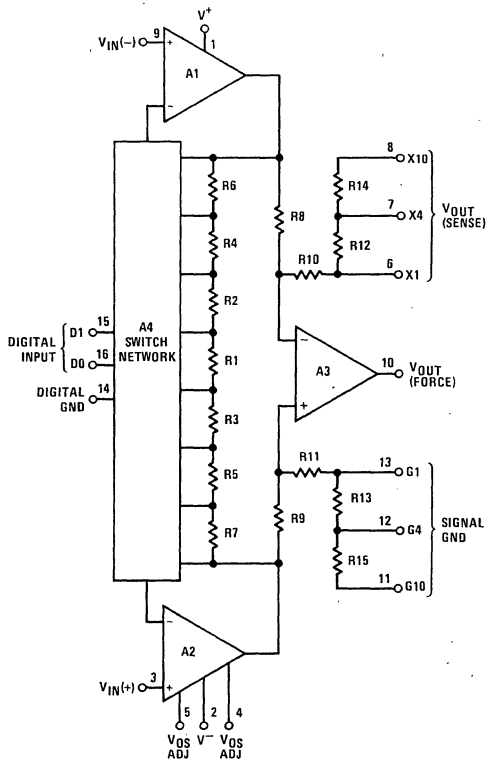 V+
1
9
VIN(-)
+
A1
-
8
X10
R6
R14
R8
7
X4
VOUT
(SENSE)
R4
R12
R10
6
X1
R2
A4
SWITCH
NETWORK
15
D1
DIGITAL
INPUT
16
D0
14
DIGITAL
GND
R1
-
A3
+
10
VOUT
(FORCE)
R3
R11
13
G1
R5
R13
12
G4
SIGNAL
GND
R7
R9
R15
11
G10
-
A2
VIN(+)
3
+
5
2
4
VOS
ADJ
V-
VOS
ADJ